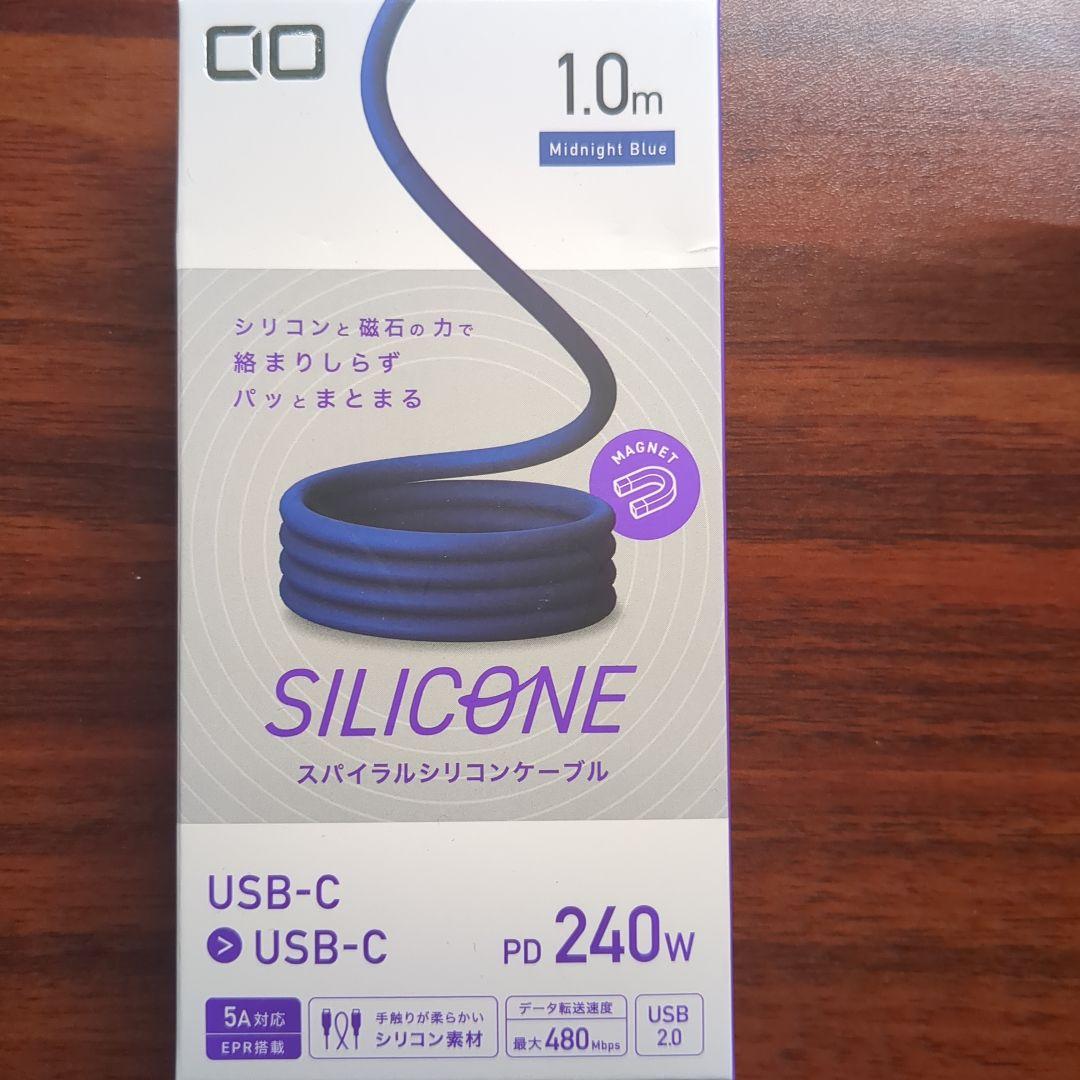 CIO
1.0m
Midnight Blue
シリコンと磁石の力で
絡まりしらず
パッとまとまる
MAGNET
SILICONE
スパイラルシリコンケーブル
USB-C
> USB-C
PD 240W
5A対応
EPR搭載
手触りが柔らかい
シリコン素材
データ転送速度
最大480Mbps
USB
2.0